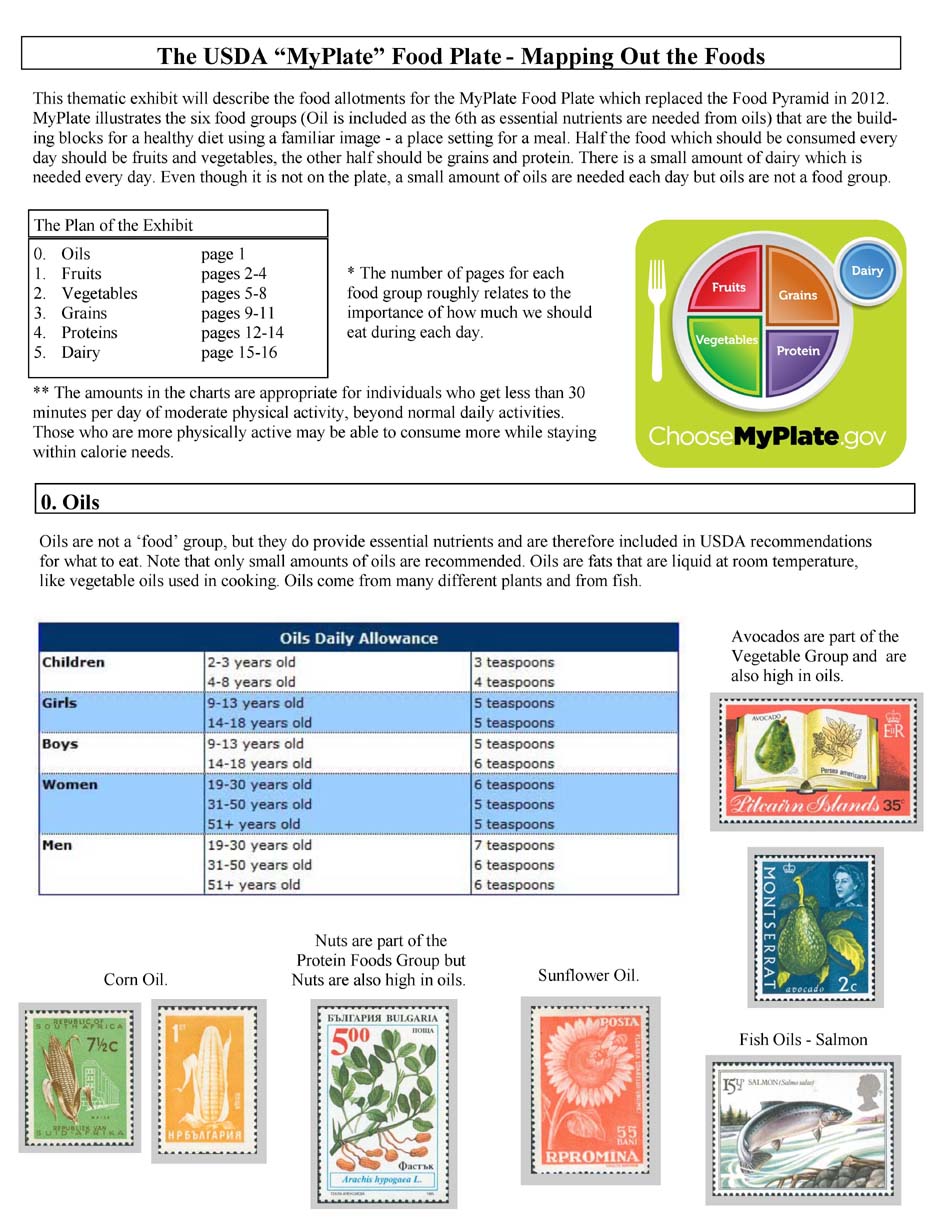 The USDA “MyPlate” Food Plate - Mapping Out the Foods
This thematic exhibit will describe the food allotments for the MyPlate Food Plate which replaced the Food Pyramid in 2012.
MyPlate illustrates the six food groups (Oil is included as the 6th as essential nutrients are needed from oils) that are the build-
ing blocks for a healthy diet using a familiar image - a place setting for a meal. Half the food which should be consumed every
day should be fruits and vegetables, the other half should be grains and protein. There is a small amount of dairy which is
needed every day. Even though it is not on the plate, a small amount of oils are needed each day but oils are not a food group.
The Plan of the Exhibit
0. Oils page 1
1. Fruits pages 2-4
2. Vegetables pages 5-8
3. Grains pages 9-11
4. Proteins pages 12-14
5. Dairy page 15-16
* The number of pages for each
food group roughly relates to the
importance of how much we should
eat during each day.
Fruits
Grains
Dairy
Vegetables
Protein
ChooseMyPlate.gov
** The amounts in the charts are appropriate for individuals who get less than 30
minutes per day of moderate physical activity, beyond normal daily activities.
Those who are more physically active may be able to consume more while staying
within calorie needs.
0. Oils
Oils are not a ‘food’ group, but they do provide essential nutrients and are therefore included in USDA recommendations
for what to eat. Note that only small amounts of oils are recommended. Oils are fats that are liquid at room temperature,
like vegetable oils used in cooking. Oils come from many different plants and from fish.
Oils Daily Allowance
Children 2-3 years old 3 teaspoons
4-8 years old 4 teaspoons
Girls 9-13 years old 5 teaspoons
14-18 years old 5 teaspoons
Boys 9-13 years old 5 teaspoons
14-18 years old 6 teaspoons
Women 19-30 years old 6 teaspoons
31-50 years old 5 teaspoons
51+ years old 5 teaspoons
Men 19-30 years old 7 teaspoons
31-50 years old 6 teaspoons
51+ years old 6 teaspoons
Avocados are part of the
Vegetable Group and are
also high in oils.
AVOCADO
EIIR
Persea americana
Pitcairn Islands 35c
MONTSERRAT
avocado 2c
Corn Oil.
REPUBLIC OF
SOUTH AFRICA
7½c
MAIZE
REPUBLIEK VAN
SUID-AFRIKA
1СТ
ПОЩА
НРБЪЛГАРИЯ
Nuts are part of the
Protein Foods Group but
Nuts are also high in oils.
БЪЛГАРИЯ BULGARIA
5.00 ПОЩА
Фастък
Arachis hypogaea L.
Sunflower Oil.
POSTA
55
BANI
RPROMINA
Fish Oils - Salmon
15½p SALMON (Salmo salar)